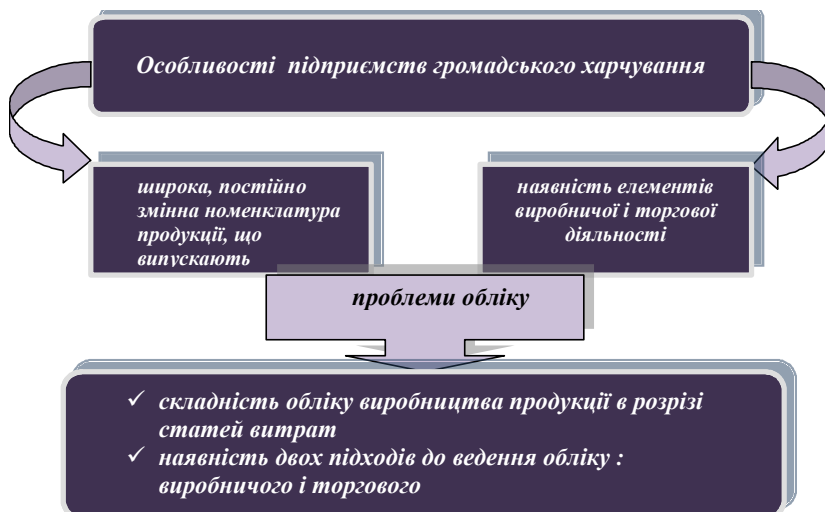 Особливості підприємств громадського харчування
широка, постійно
змінна номенклатура
продукції, що
випускають
наявність елементів
виробничої і торгової
діяльності
проблеми обліку
✓ складність обліку виробництва продукції в розрізі
статей витрат
✓ наявність двох підходів до ведення обліку :
виробничого і торгового